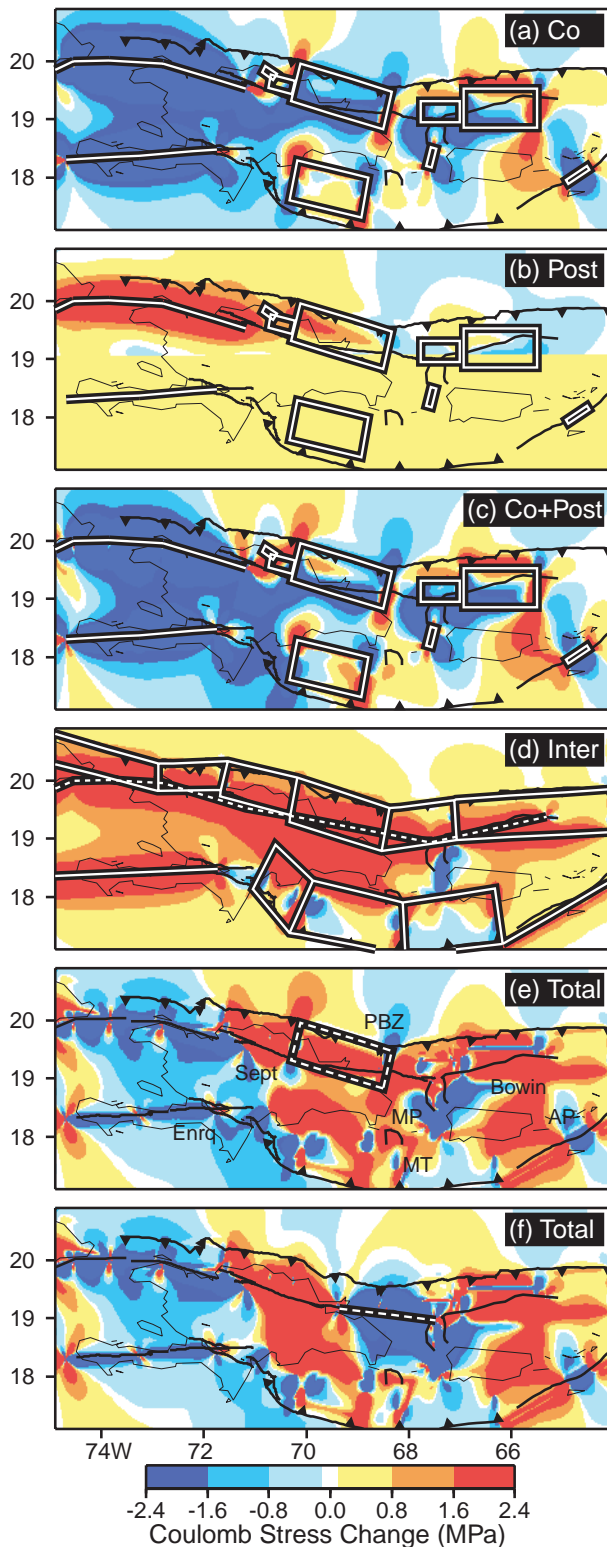 (a) Co
20
19
18
(b) Post
20
19
18
(c) Co+Post
20
19
18
(d) Inter
20
19
18
(e) Total
20
19
18
PBZ
Sept
Bowin
MP
AP
Enrq
MT
(f) Total
20
19
18
74W 72 70 68 66
-2.4 -1.6 -0.8 0.0 0.8 1.6 2.4
Coulomb Stress Change (MPa)